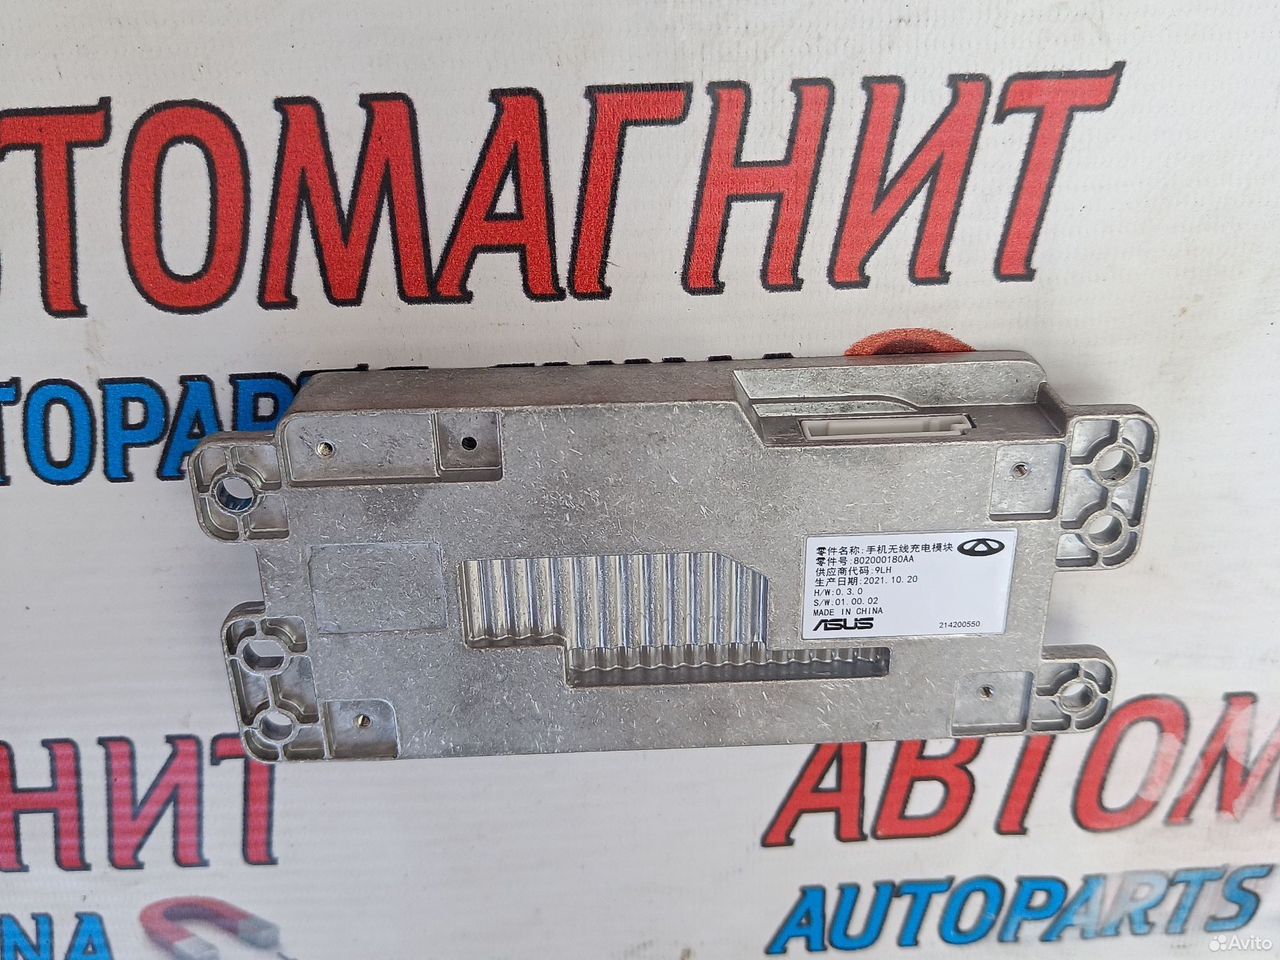 АВТОМАГНИТ
AUTOPARTS
零件名称:手机无线充电模块
零件号:802000180AA
供应商代码:9LH
生产日期:2021.10.20
H/W:0.3.0
S/W:01.00.02
MADE IN CHINA
ASUS
214200550
НИТ
АВТОМ
AUTOPARTS
NA
Avito